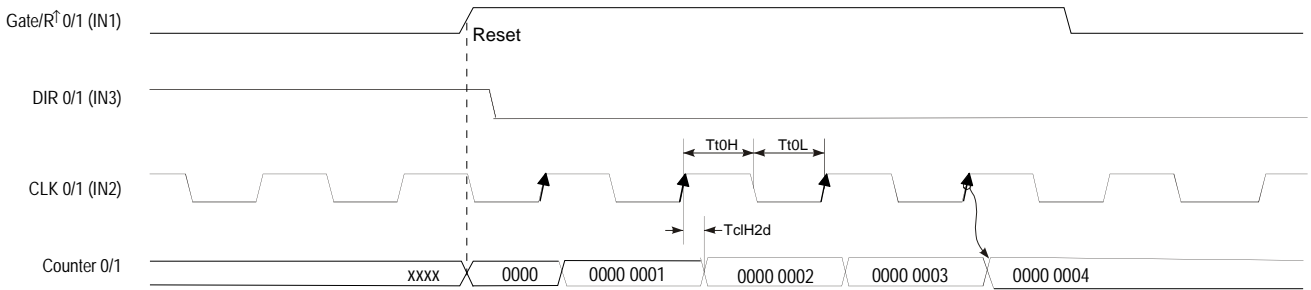 Gate/R↑ 0/1 (IN1)
Reset
DIR 0/1 (IN3)
Tt0H Tt0L
CLK 0/1 (IN2)
TclH2d
Counter 0/1
xxxx 0000 0000 0001 0000 0002 0000 0003 0000 0004